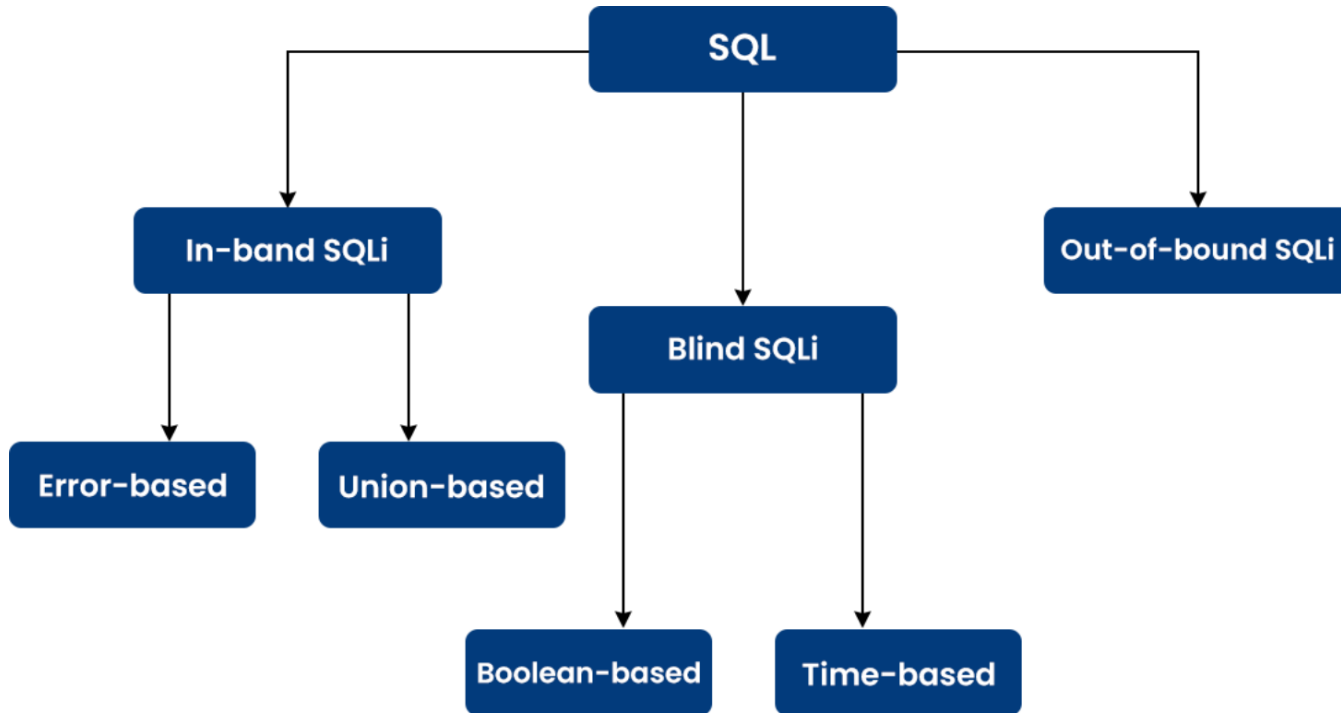 SQL
In-band SQLi
Out-of-bound SQLi
Blind SQLi
Error-based
Union-based
Boolean-based
Time-based